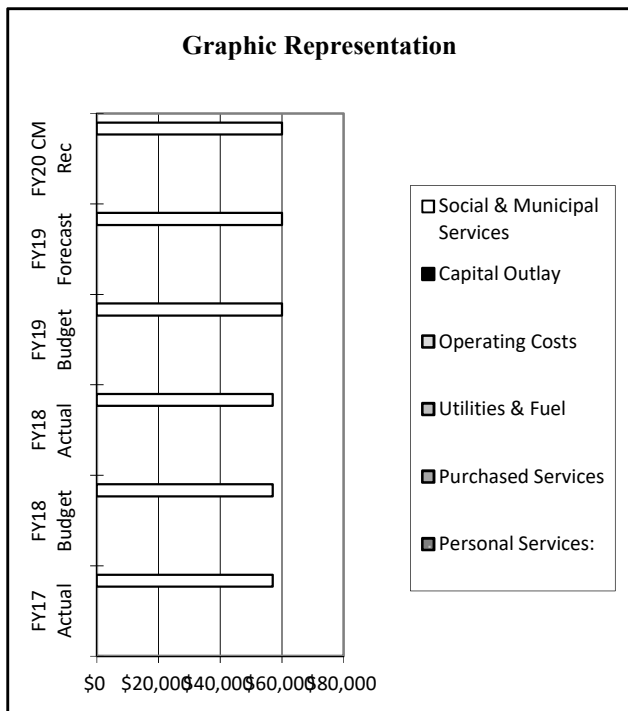 Graphic Representation
FY20 CM
Rec
FY19
Forecast
FY19
Budget
FY18
Actual
FY18
Budget
FY17
Actual
$0 $20,000 $40,000 $60,000 $80,000
Social & Municipal
Services
Capital Outlay
Operating Costs
Utilities & Fuel
Purchased Services
Personal Services: